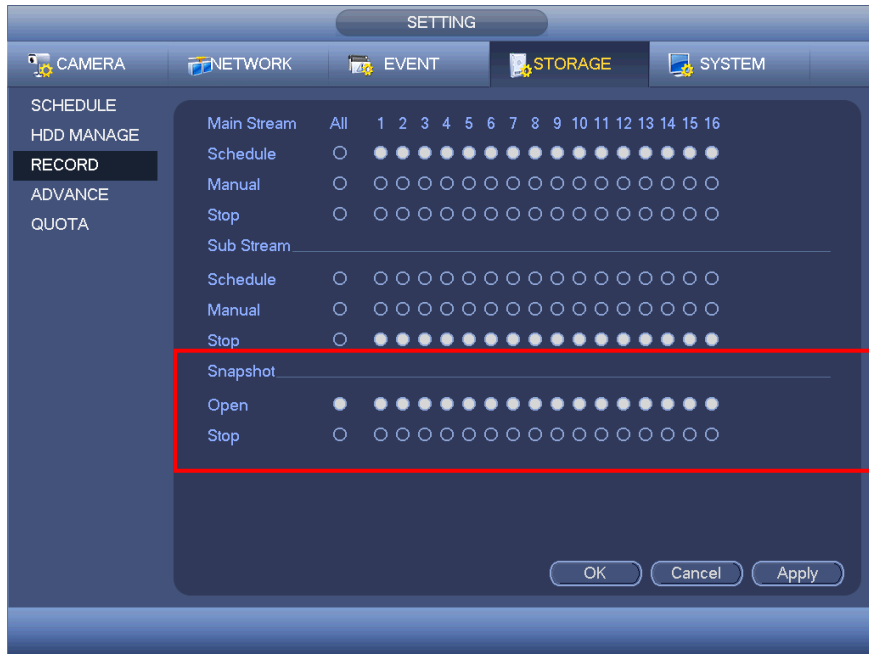 SETTING
CAMERA NETWORK EVENT STORAGE SYSTEM
SCHEDULE
HDD MANAGE
RECORD
ADVANCE
QUOTA
Main Stream All 1 2 3 4 5 6 7 8 9 10 11 12 13 14 15 16
Schedule
Manual
Stop
Sub Stream
Schedule
Manual
Stop
Snapshot
Open
Stop
OK Cancel Apply